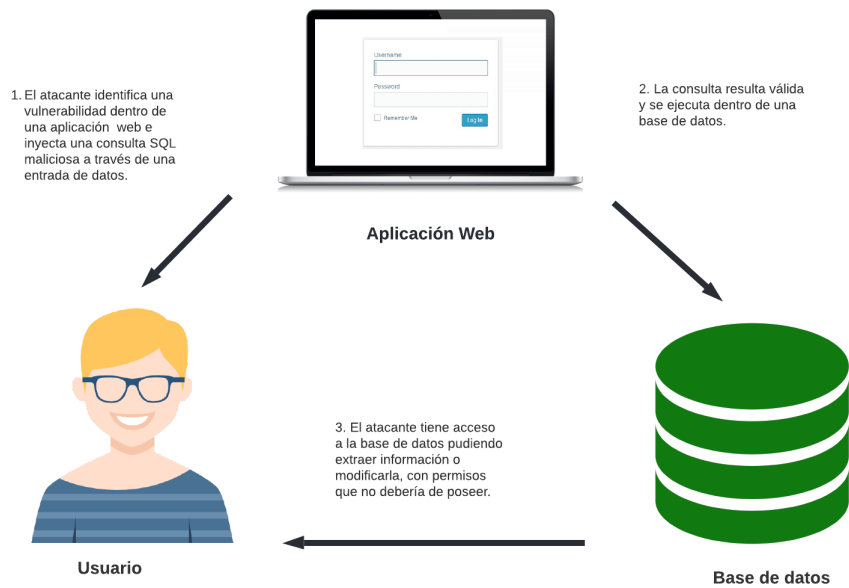 Username
Password
Remember Me
Log In
1. El atacante identifica una
vulnerabilidad dentro de
una aplicación web e
inyecta una consulta SQL
maliciosa a través de una
entrada de datos.
2. La consulta resulta válida
y se ejecuta dentro de una
base de datos.
Aplicación Web
3. El atacante tiene acceso
a la base de datos pudiendo
extraer información o
modificarla, con permisos
que no debería de poseer.
Usuario
Base de datos